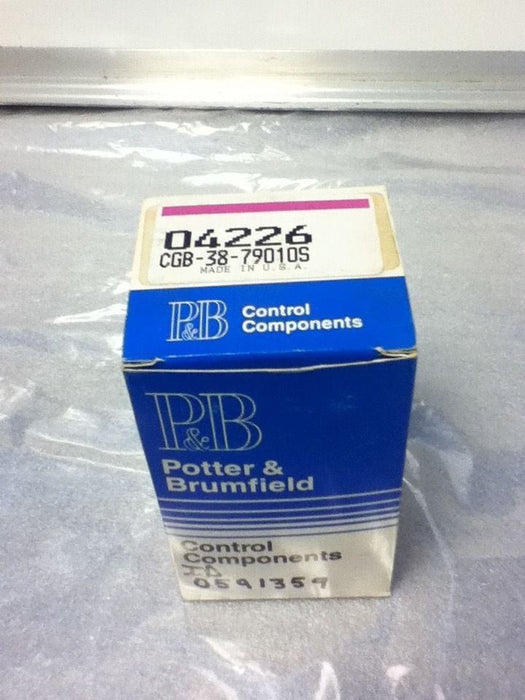 04226
CGB-38-79010S
MADE IN U.S.A.
P&B
Control
Components
P&B
Potter &
Brumfield
Control
Components
0591359